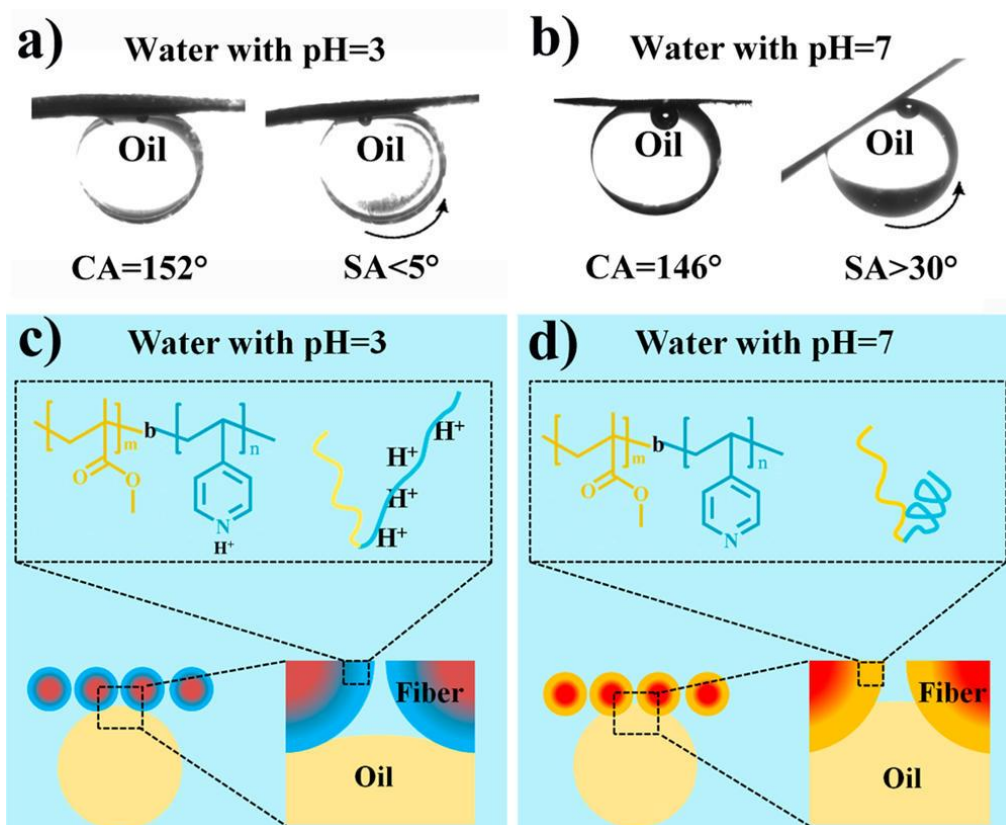 a)
Water with pH=3
Oil
Oil
CA=152°
SA<5°
b)
Water with pH=7
Oil
Oil
CA=146°
SA>30°
c)
Water with pH=3
m
b
n
O
O
N
H⁺
H⁺
H⁺
H⁺
H⁺
Fiber
Oil
d)
Water with pH=7
m
b
n
O
O
N
Fiber
Oil